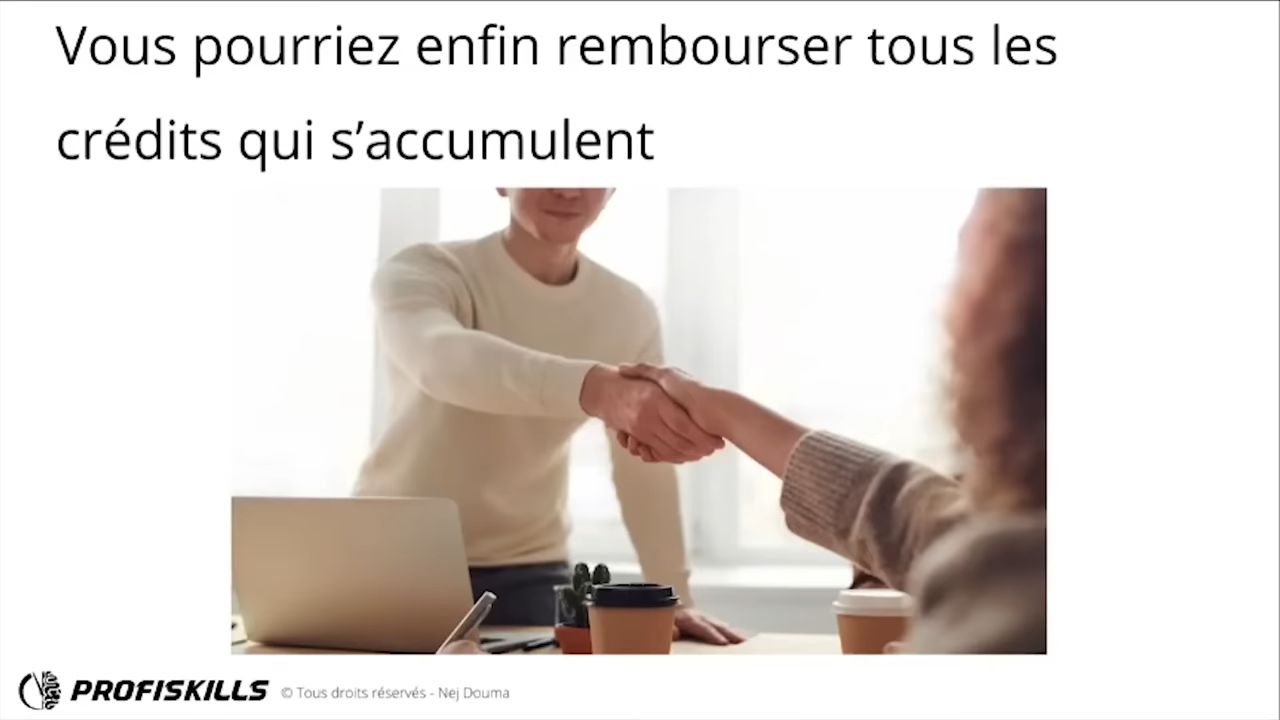 Vous pourriez enfin rembourser tous les
crédits qui s’accumulent
PROFISKILLS © Tous droits réservés - Nej Douma